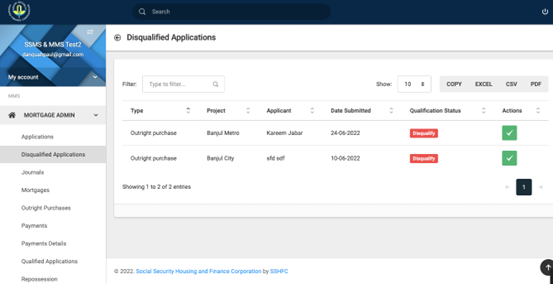 Search
SSMS & MMS Test2
My account
MMS
MORTGAGE ADMIN
Applications
Disqualified Applications
Journals
Mortgages
Outright Purchases
Payments
Payments Details
Qualified Applications
Repossession
Disqualified Applications
Filter: Type to filter... Show: 10 COPY EXCEL CSV PDF
Type Project Applicant Date Submitted Qualification Status Actions
Outright purchase Banjul Metro Kareem Jabar 24-06-2022 Disqualify
Outright purchase Banjul City sfd sdf 10-06-2022 Disqualify
Showing 1 to 2 of 2 entries 1
© 2022. Social Security Housing and Finance Corporation by SSHFC